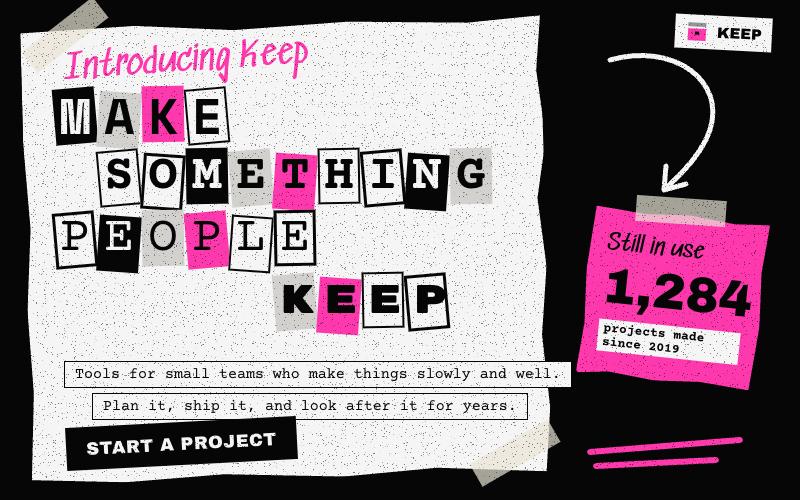 Introducing Keep
MAKE
SOMETHING
PEOPLE
KEEP
Tools for small teams who make things slowly and well.
Plan it, ship it, and look after it for years.
START A PROJECT
KEEP
Still in use
1,284
projects made
since 2019